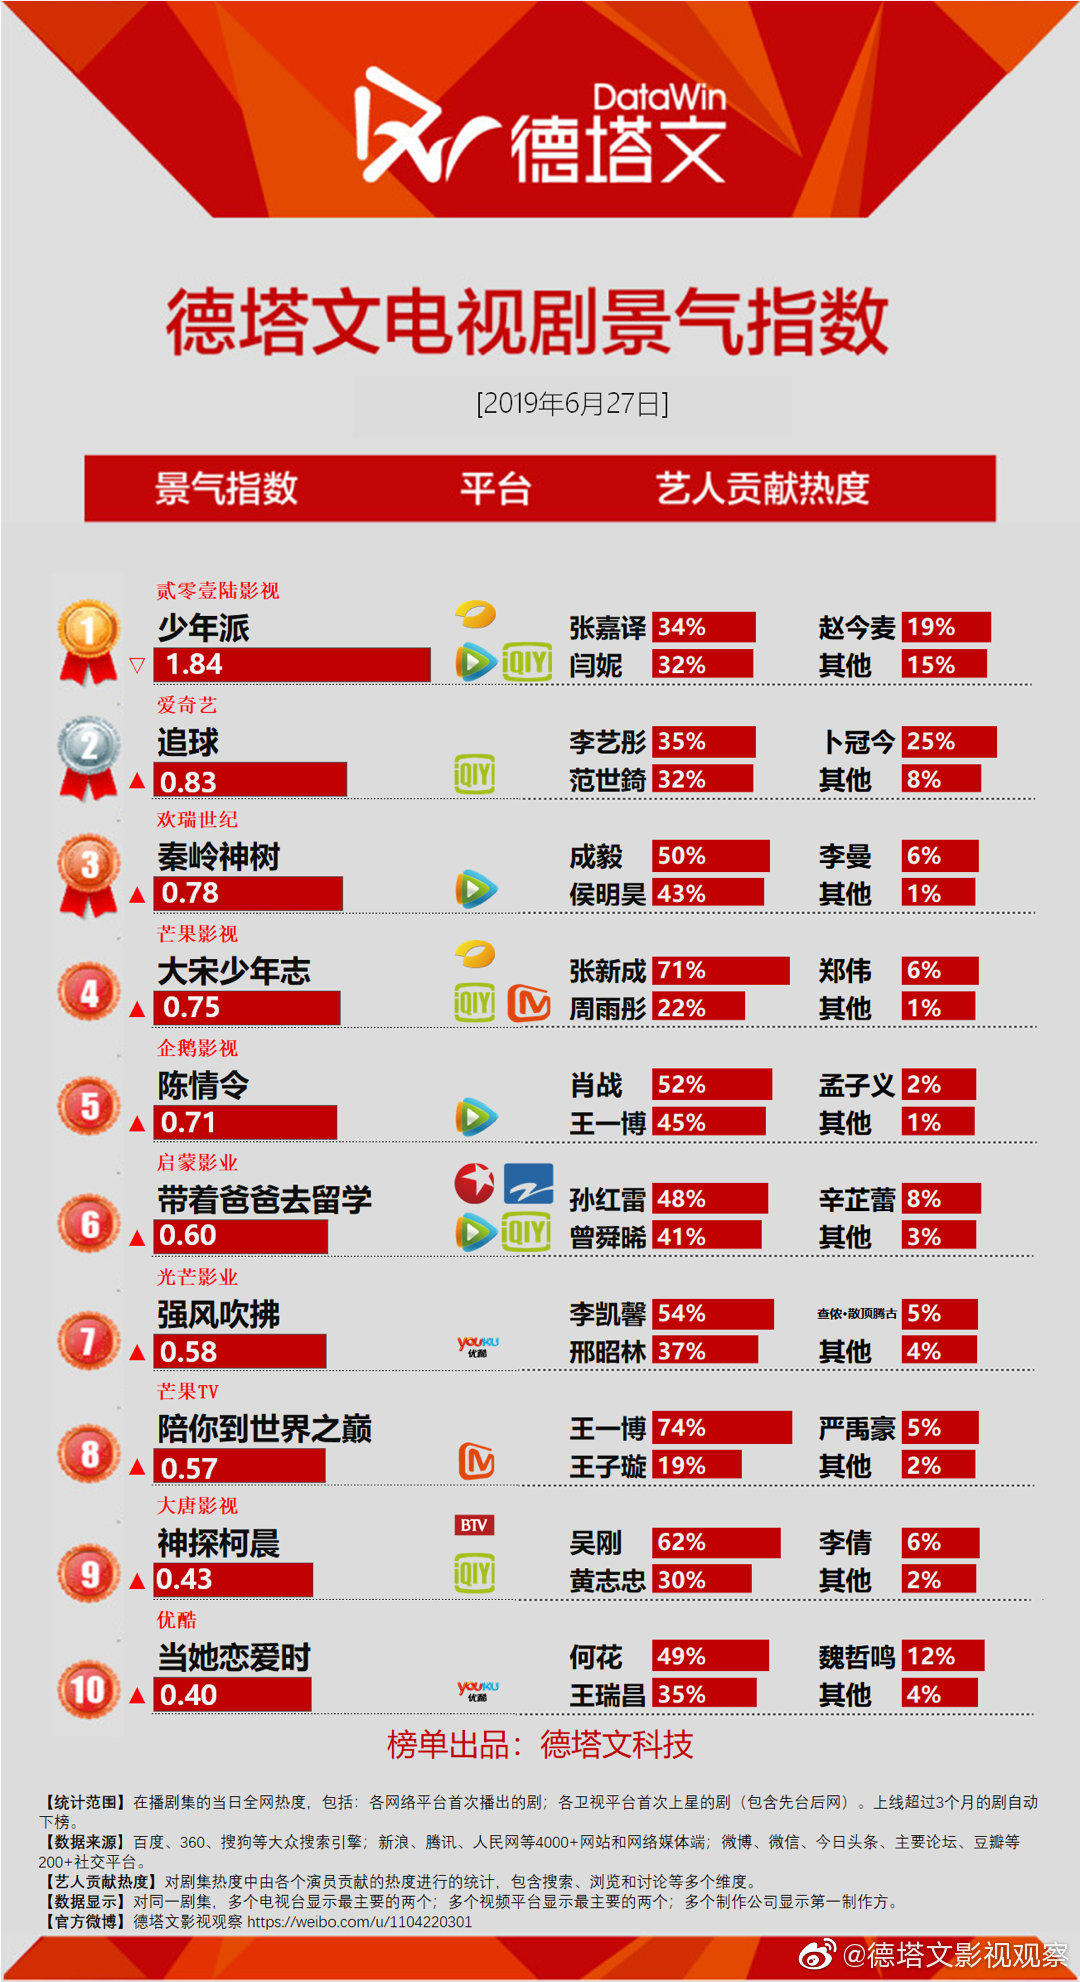 DataWin
德塔文
德塔文电视剧景气指数
[2019年6月27日]
景气指数 平台 艺人贡献热度
1
贰零壹陆影视
少年派
▽ 1.84
iQIYI
张嘉译 34% 赵今麦 19%
闫妮 32% 其他 15%
2
爱奇艺
追球
▲ 0.83
iQIYI
李艺彤 35% 卜冠今 25%
范世錡 32% 其他 8%
3
欢瑞世纪
秦岭神树
▲ 0.78
成毅 50% 李曼 6%
侯明昊 43% 其他 1%
4
芒果影视
大宋少年志
▲ 0.75
iQIYI
张新成 71% 郑伟 6%
周雨彤 22% 其他 1%
5
企鹅影视
陈情令
▲ 0.71
肖战 52% 孟子义 2%
王一博 45% 其他 1%
6
启蒙影业
带着爸爸去留学
▲ 0.60
iQIYI
孙红雷 48% 辛芷蕾 8%
曾舜晞 41% 其他 3%
7
光芒影业
强风吹拂
▲ 0.58
YOUKU
优酷
李凯馨 54% 查侬·散顶腾古 5%
邢昭林 37% 其他 4%
8
芒果TV
陪你到世界之巅
▲ 0.57
王一博 74% 严禹豪 5%
王子璇 19% 其他 2%
9
大唐影视
神探柯晨
▲ 0.43
BTV
iQIYI
吴刚 62% 李倩 6%
黄志忠 30% 其他 2%
10
优酷
当她恋爱时
▲ 0.40
YOUKU
优酷
何花 49% 魏哲鸣 12%
王瑞昌 35% 其他 4%
榜单出品：德塔文科技
【统计范围】在播剧集的当日全网热度，包括：各网络平台首次播出的剧；各卫视平台首次上星的剧（包含先台后网）。上线超过3个月的剧自动
下榜。
【数据来源】百度、360、搜狗等大众搜索引擎；新浪、腾讯、人民网等4000+网站和网络媒体端；微博、微信、今日头条、主要论坛、豆瓣等
200+社交平台。
【艺人贡献热度】对剧集热度中由各个演员贡献的热度进行的统计，包含搜索、浏览和讨论等多个维度。
【数据显示】对同一剧集，多个电视台显示最主要的两个；多个视频平台显示最主要的两个；多个制作公司显示第一制作方。
【官方微博】德塔文影视观察 https://weibo.com/u/1104220301
@德塔文影视观察